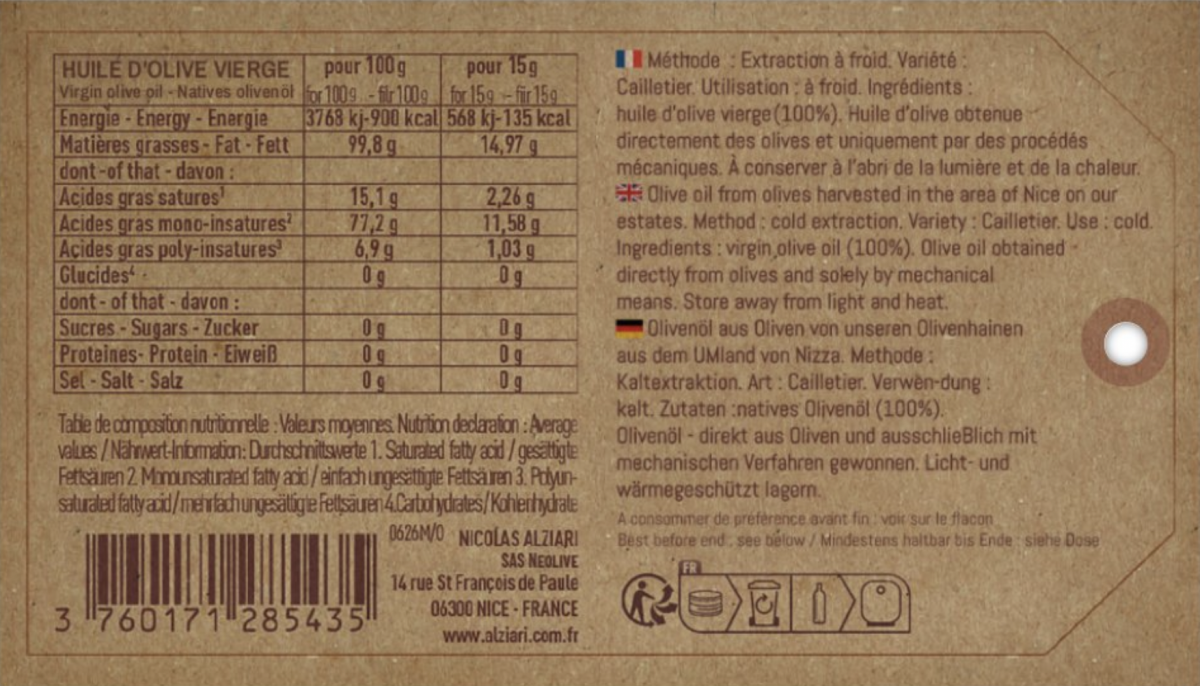 HUILE D'OLIVE VIERGE pour 100g pour 15g
Virgin olive oil - Natives olivenöl for 100g - für 100g for 15g - für 15g
Energie - Energy - Energie 3768 kj-900 kcal 568 kj-135 kcal
Matières grasses - Fat - Fett 99,8 g 14,97 g
dont -of that - davon :
Acides gras satures¹ 15,1 g 2,26 g
Acides gras mono-insatures² 77,2 g 11,58 g
Acides gras poly-insatures³ 6,9 g 1,03 g
Glucides⁴ 0 g 0 g
dont - of that - davon :
Sucres - Sugars - Zucker 0 g 0 g
Proteines- Protein - Eiweiß 0 g 0 g
Sel - Salt - Salz 0 g 0 g
Table de composition nutritionnelle : Valeurs moyennes. Nutrition declaration : Average
values / Nährwert-Information: Durchschnittswerte 1. Saturated fatty acid / gesättigte
Fettsäuren 2. Monounsaturated fatty acid / einfach ungesättigte Fettsäuren 3. Polyun-
saturated fatty acid / mehrfach ungesättigte Fettsäuren 4.Carbohydrates / Kohlenhydrate
0626M/0
NICOLAS ALZIARI
SAS NEOLIVE
14 rue St François de Paule
06300 NICE - FRANCE
www.alziari.com.fr
3 760171 285435
Méthode : Extraction à froid. Variété :
Cailletier. Utilisation : à froid. Ingrédients :
huile d'olive vierge (100%). Huile d'olive obtenue
directement des olives et uniquement par des procédés
mécaniques. À conserver à l'abri de la lumière et de la chaleur.
Olive oil from olives harvested in the area of Nice on our
estates. Method : cold extraction. Variety : Cailletier. Use : cold.
Ingredients : virgin olive oil (100%). Olive oil obtained
directly from olives and solely by mechanical
means. Store away from light and heat.
Olivenöl aus Oliven von unseren Olivenhainen
aus dem UMland von Nizza. Methode :
Kaltextraktion. Art : Cailletier. Verwen-dung :
kalt. Zutaten :natives Olivenöl (100%).
Olivenöl - direkt aus Oliven und ausschlieBlich mit
mechanischen Verfahren gewonnen. Licht- und
wärmegeschützt lagern.
A consommer de preférence avant fin : voir sur le flacon
Best before end : see below / Mindestens haltbar bis Ende : siehe Dose
FR